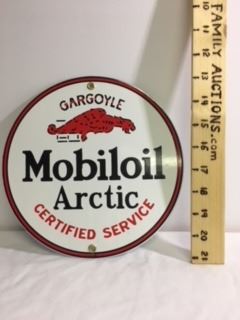 GARGOYLE
Mobiloil
Arctic
CERTIFIED SERVICE
FAMILY AUCTIONS.com
10
11
12
13
14
15
16
17
18
19
20
21